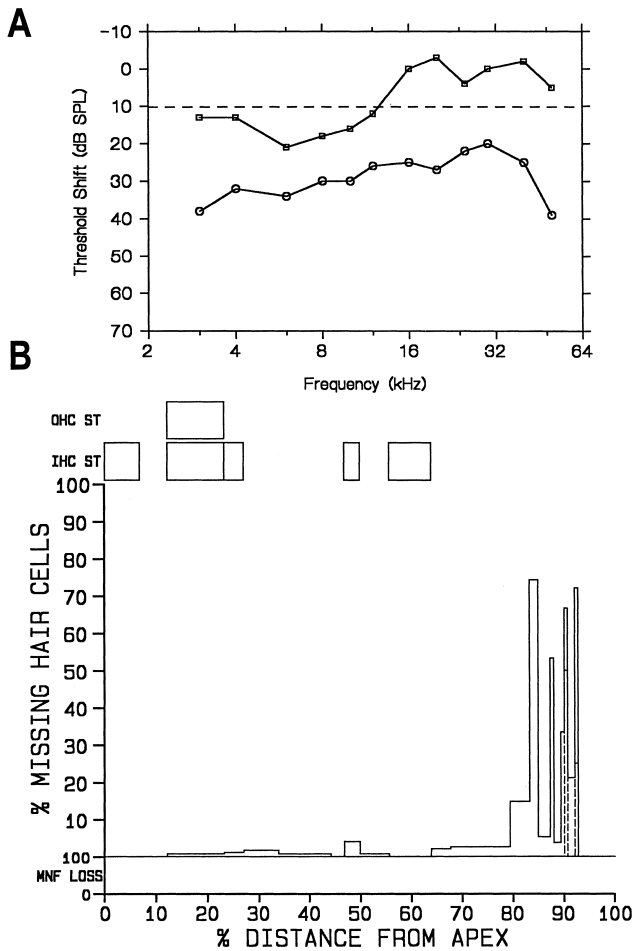 A
-10
0
10
20
30
40
50
60
70
Threshold Shift (dB SPL)
2 4 8 16 32 64
Frequency (kHz)
B
OHC ST
IHC ST
100
90
80
70
60
50
40
30
20
10
100
MNF LOSS
0
% MISSING HAIR CELLS
0 10 20 30 40 50 60 70 80 90 100
% DISTANCE FROM APEX